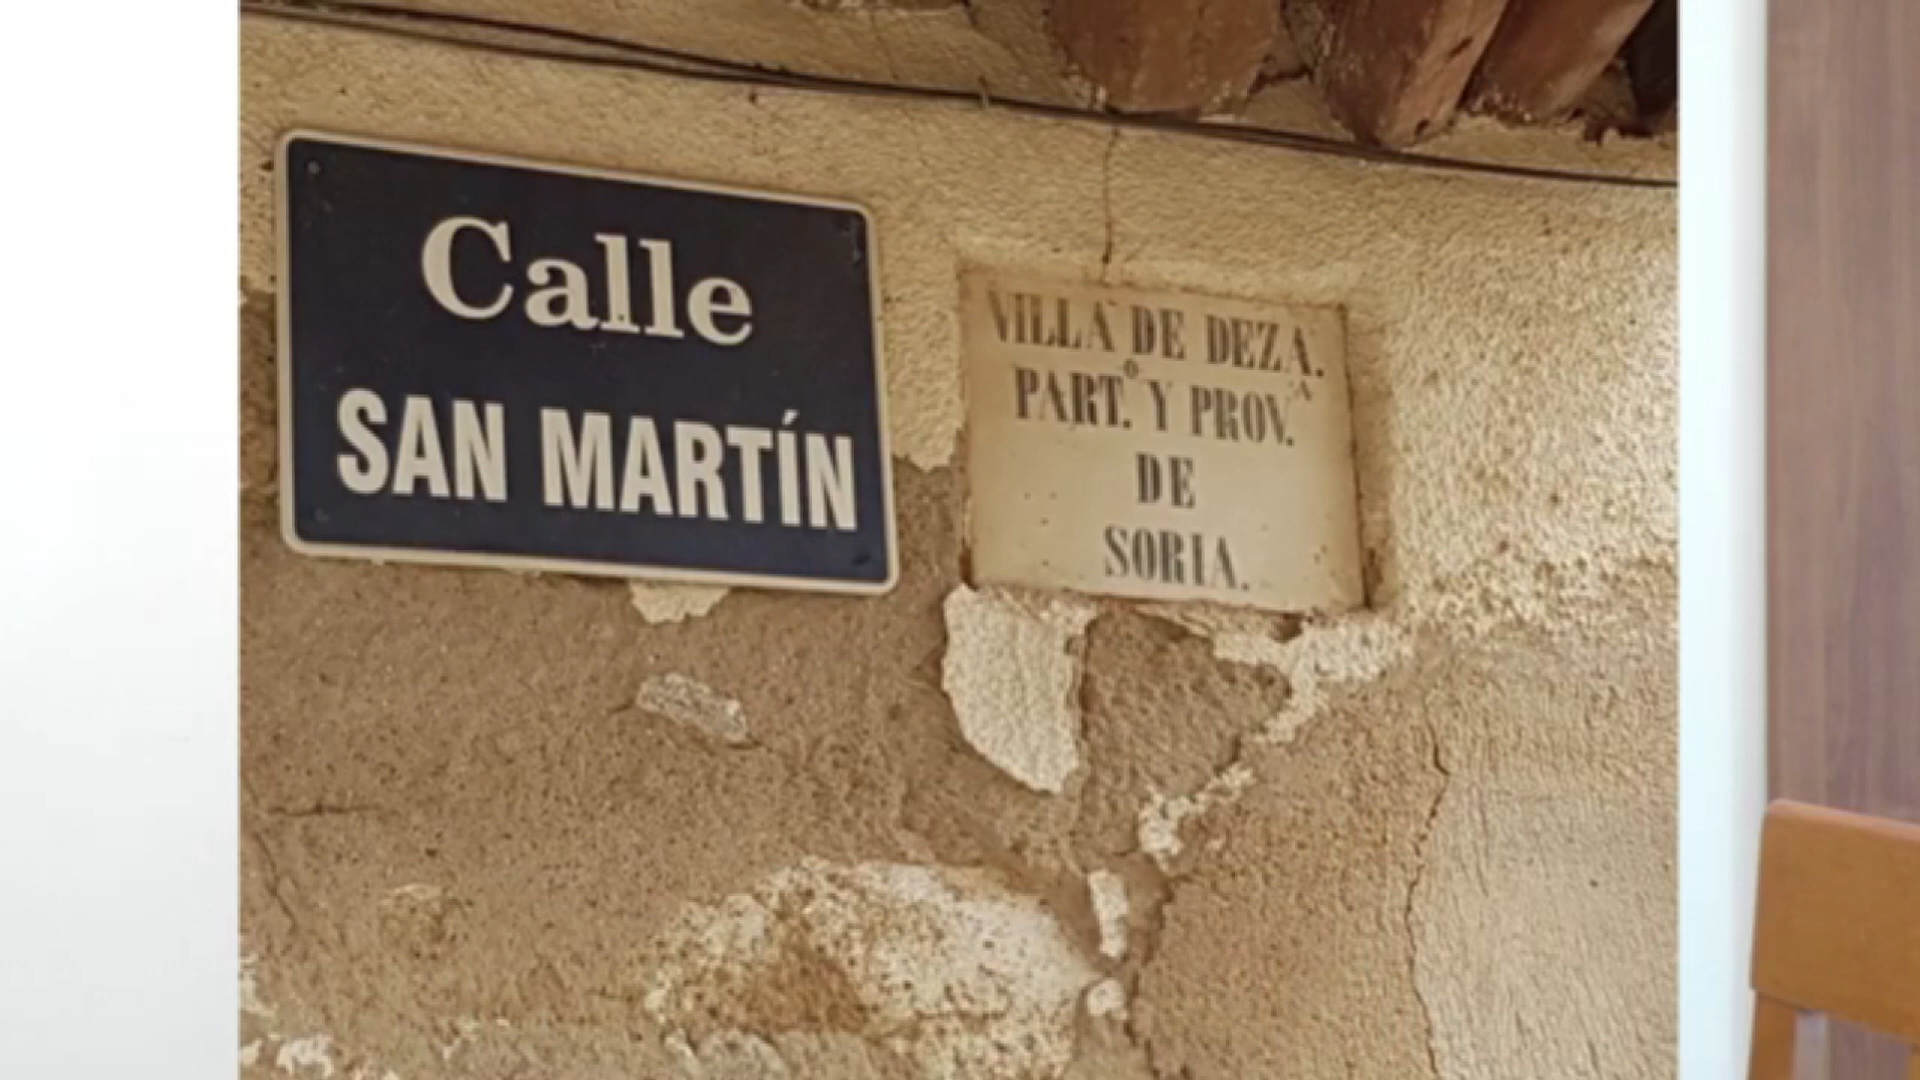 Calle
SAN MARTÍN
VILLA DE DEZA.
PART.º Y PROV.ᴬ
DE
SORIA.